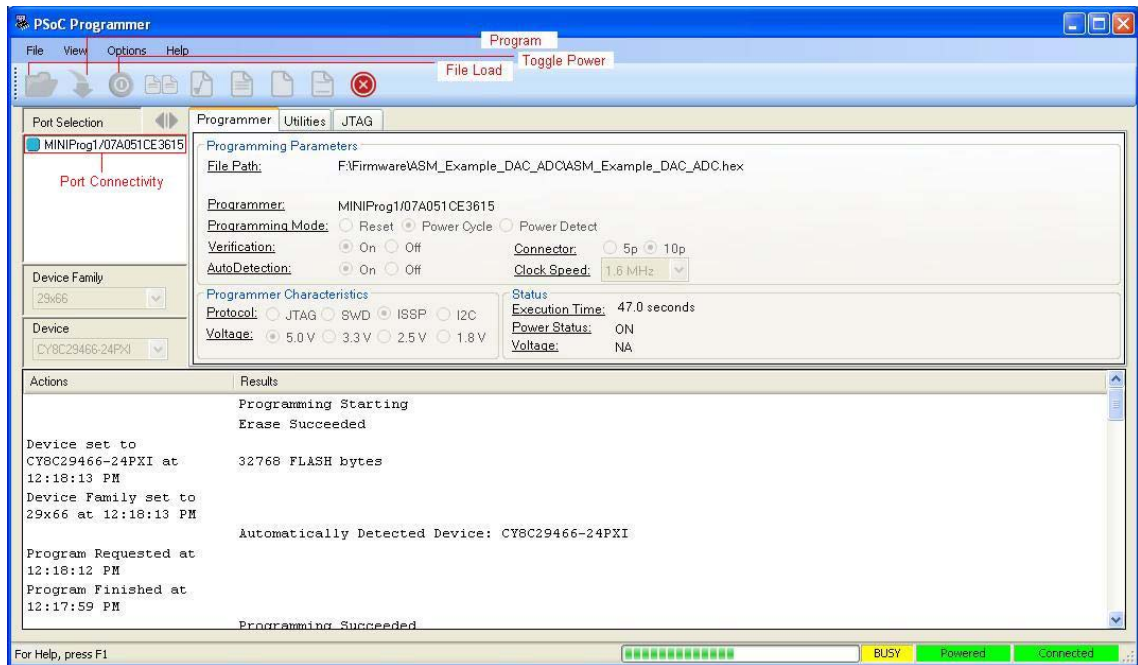 PSoC Programmer
File View Options Help
Program
Toggle Power
File Load
Port Selection
MINIProg1/07A051CE3615
Port Connectivity
Device Family
29x66
Device
CY8C29466-24PXI
Programmer Utilities JTAG
Programming Parameters
File Path: F:\Firmware\ASM_Example_DAC_ADC\ASM_Example_DAC_ADC.hex
Programmer: MINIProg1/07A051CE3615
Programming Mode: Reset Power Cycle Power Detect
Verification: On Off Connector: 5p 10p
AutoDetection: On Off Clock Speed: 1.6 MHz
Programmer Characteristics
Protocol: JTAG SWD ISSP I2C
Voltage: 5.0 V 3.3 V 2.5 V 1.8 V
Status
Execution Time: 47.0 seconds
Power Status: ON
Voltage: NA
Actions Results
Programming Starting
Erase Succeeded
Device set to
CY8C29466-24PXI at 32768 FLASH bytes
12:18:13 PM
Device Family set to
29x66 at 12:18:13 PM
Automatically Detected Device: CY8C29466-24PXI
Program Requested at
12:18:12 PM
Program Finished at
12:17:59 PM
Programming Succeeded
For Help, press F1 BUSY Powered Connected